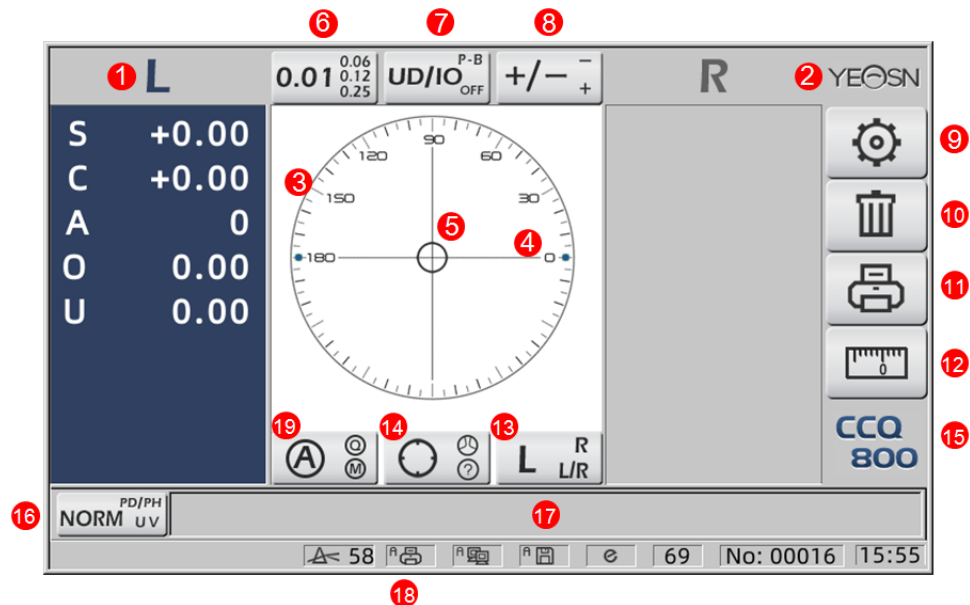 6 7 8
1 L 0.01 0.06 0.12 0.25 UD/IO P-B OFF +/− − + R 2 YEOSN
S +0.00
C +0.00
A 0
O 0.00
U 0.00
90
120 60
3 150 30
5
180 4 0
9
10
11
12
19 A Q M 14 ? 13 L R L/R
CCQ
800
15
16 NORM PD/PH UV 17
58 A A A e 69 No: 00016 15:55
18